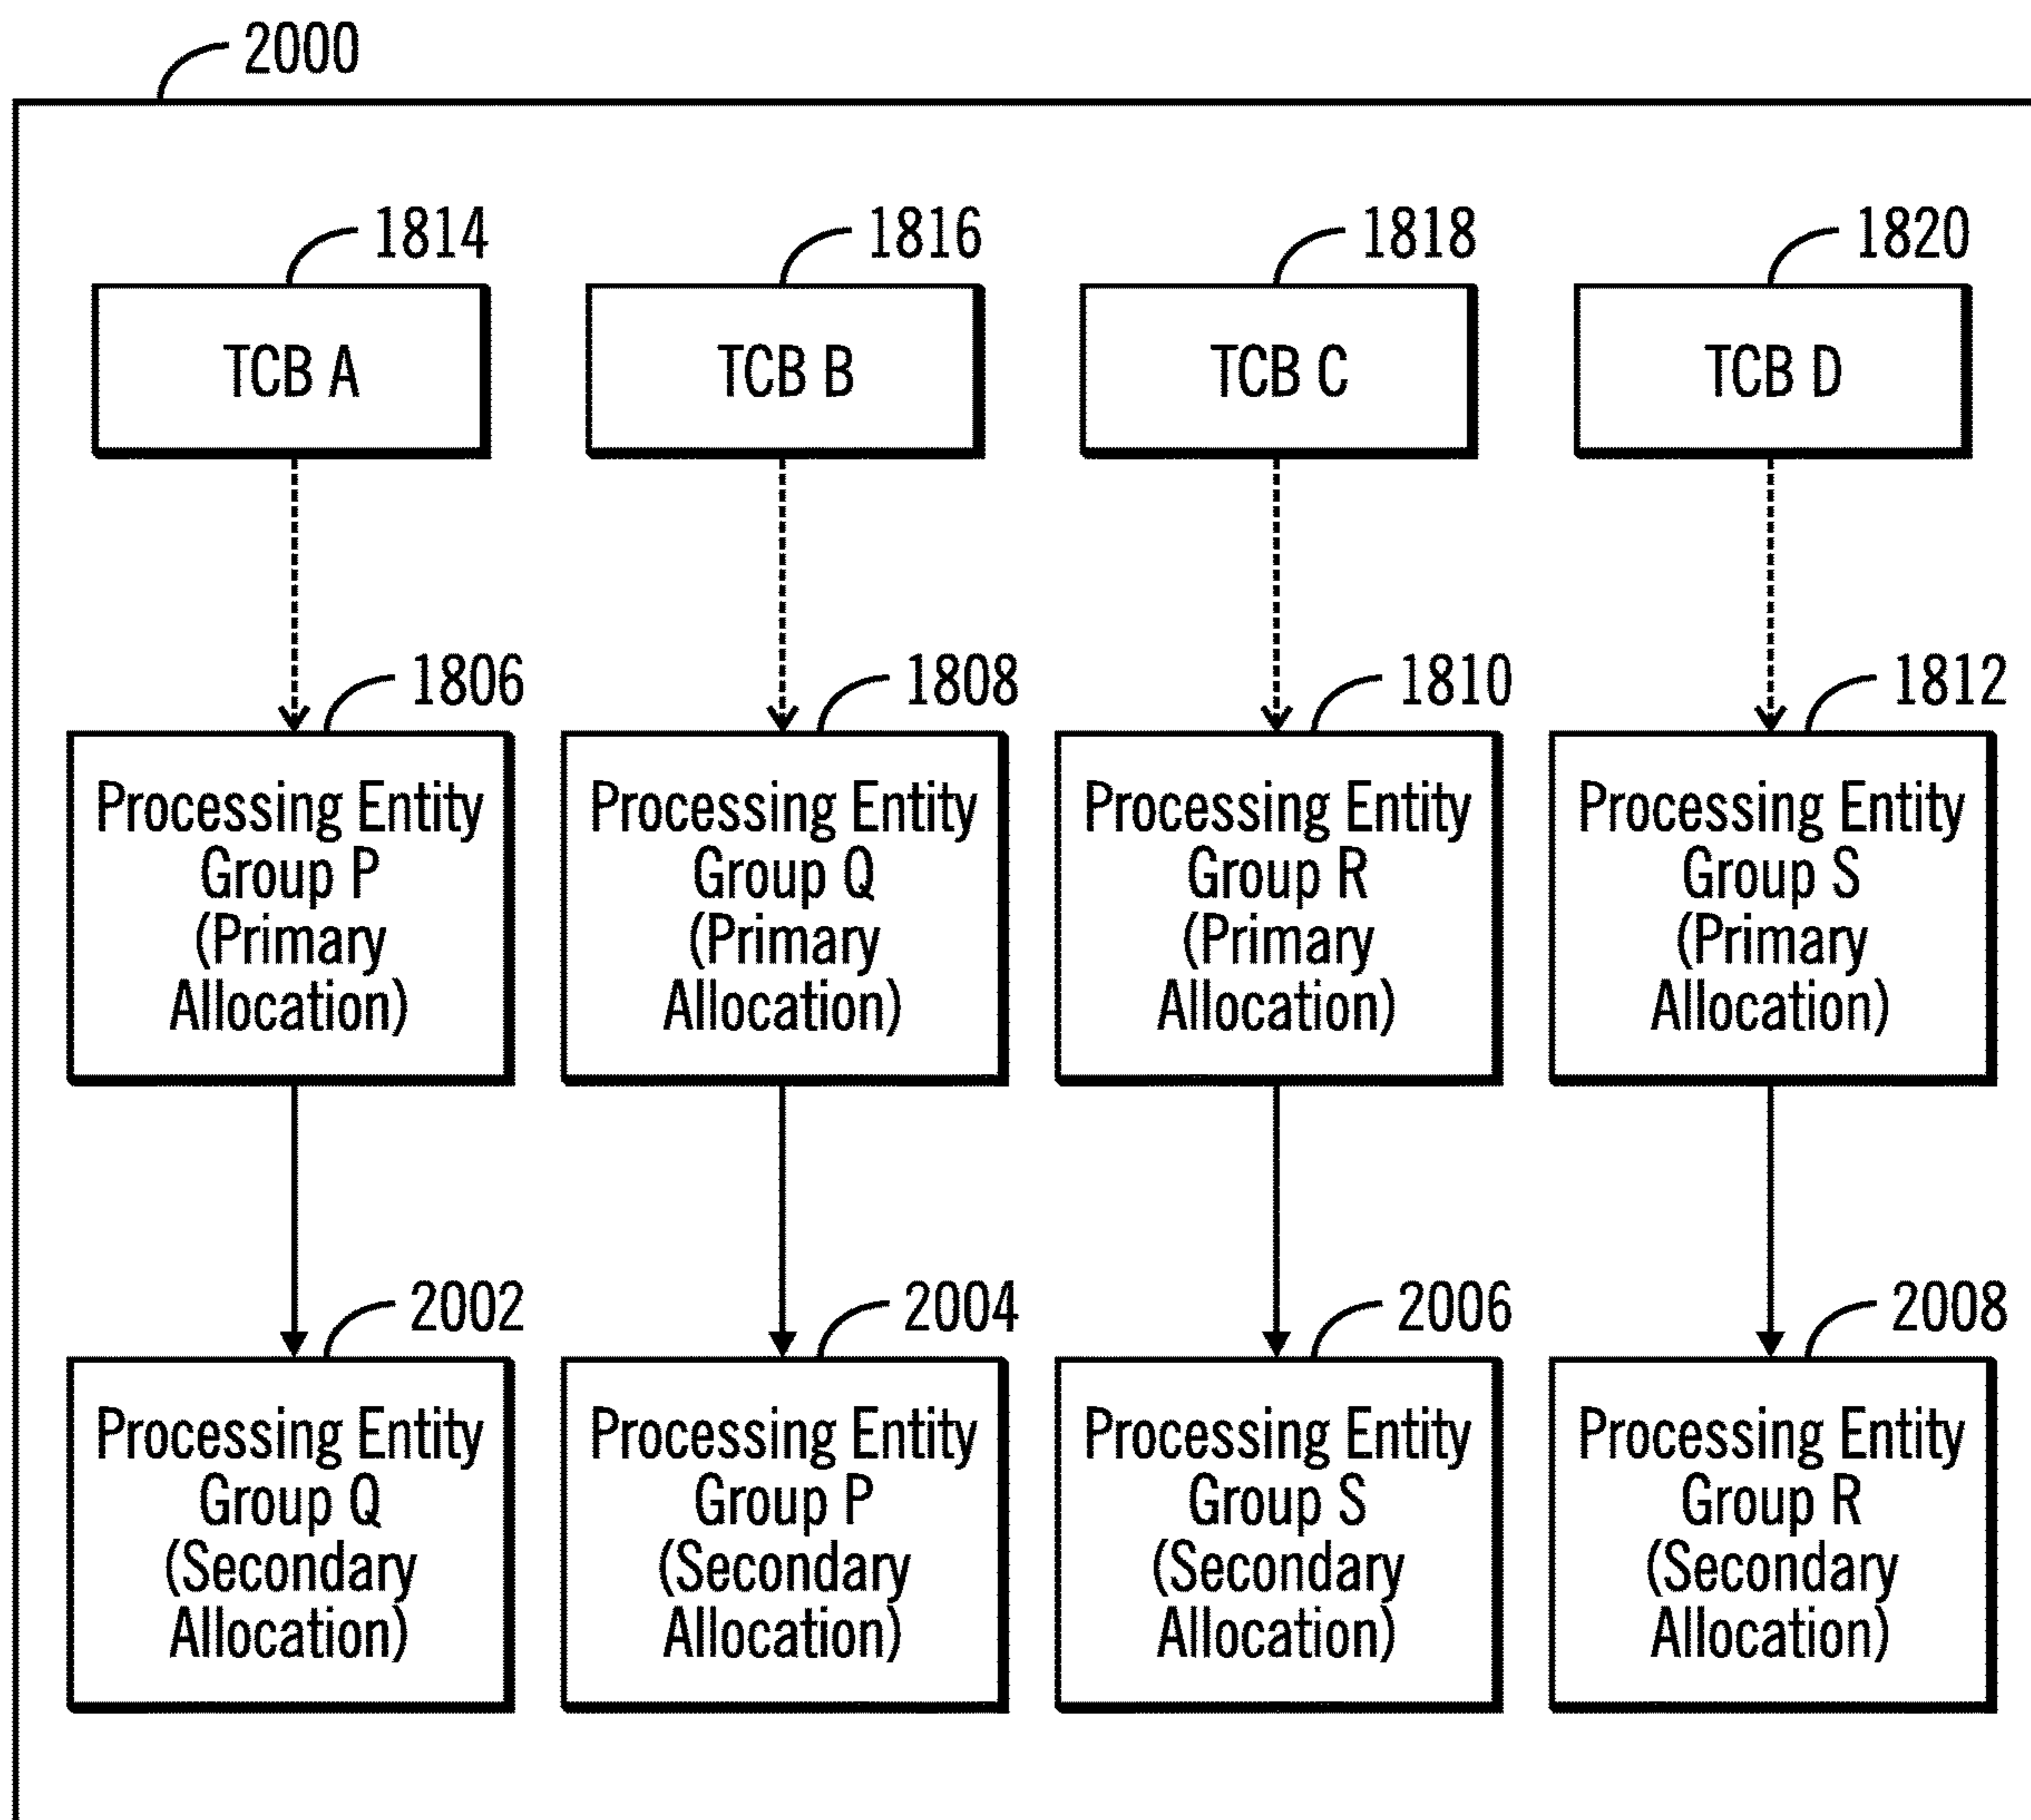 2000
1814
1816
1818
1820
TCB A
TCB B
TCB C
TCB D
1806
1808
1810
1812
Processing Entity
Group P
(Primary
Allocation)
Processing Entity
Group Q
(Primary
Allocation)
Processing Entity
Group R
(Primary
Allocation)
Processing Entity
Group S
(Primary
Allocation)
2002
2004
2006
2008
Processing Entity
Group Q
(Secondary
Allocation)
Processing Entity
Group P
(Secondary
Allocation)
Processing Entity
Group S
(Secondary
Allocation)
Processing Entity
Group R
(Secondary
Allocation)